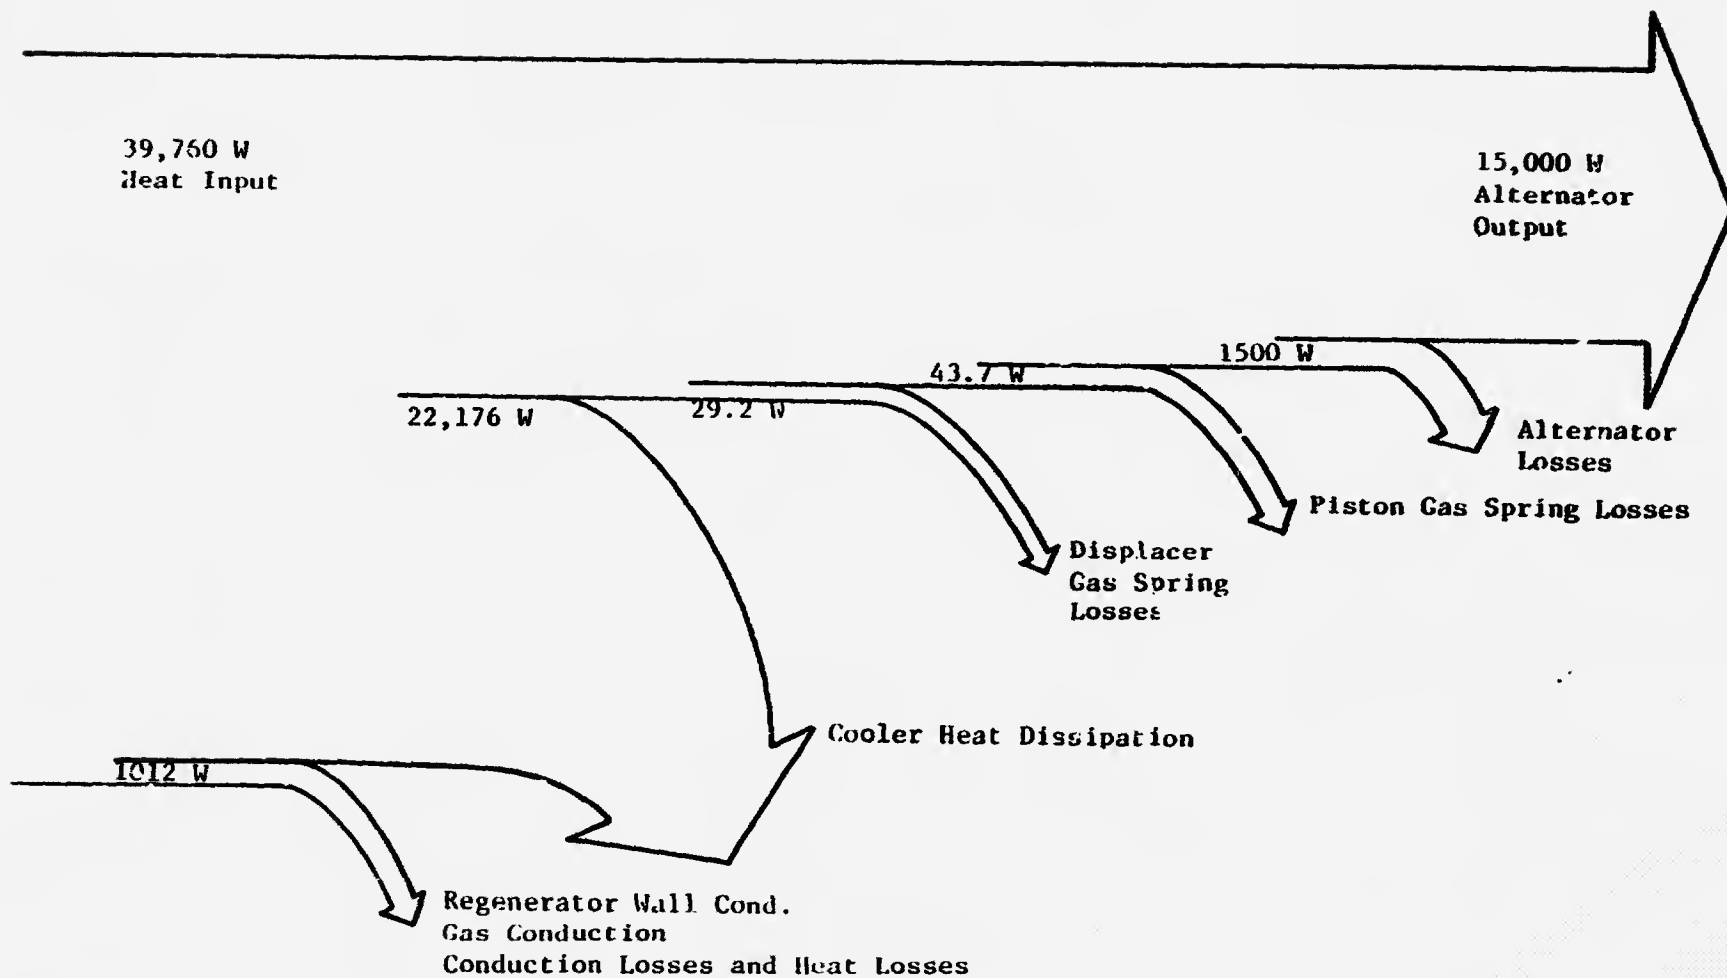 39,760 W
Heat Input
15,000 W
Alternator
Output
1500 W
43.7 W
29.2 W
22,176 W
Alternator
Losses
Piston Gas Spring Losses
Displacer
Gas Spring
Losses
Cooler Heat Dissipation
1012 W
Regenerator Wall Cond.
Gas Conduction
Conduction Losses and Heat Losses